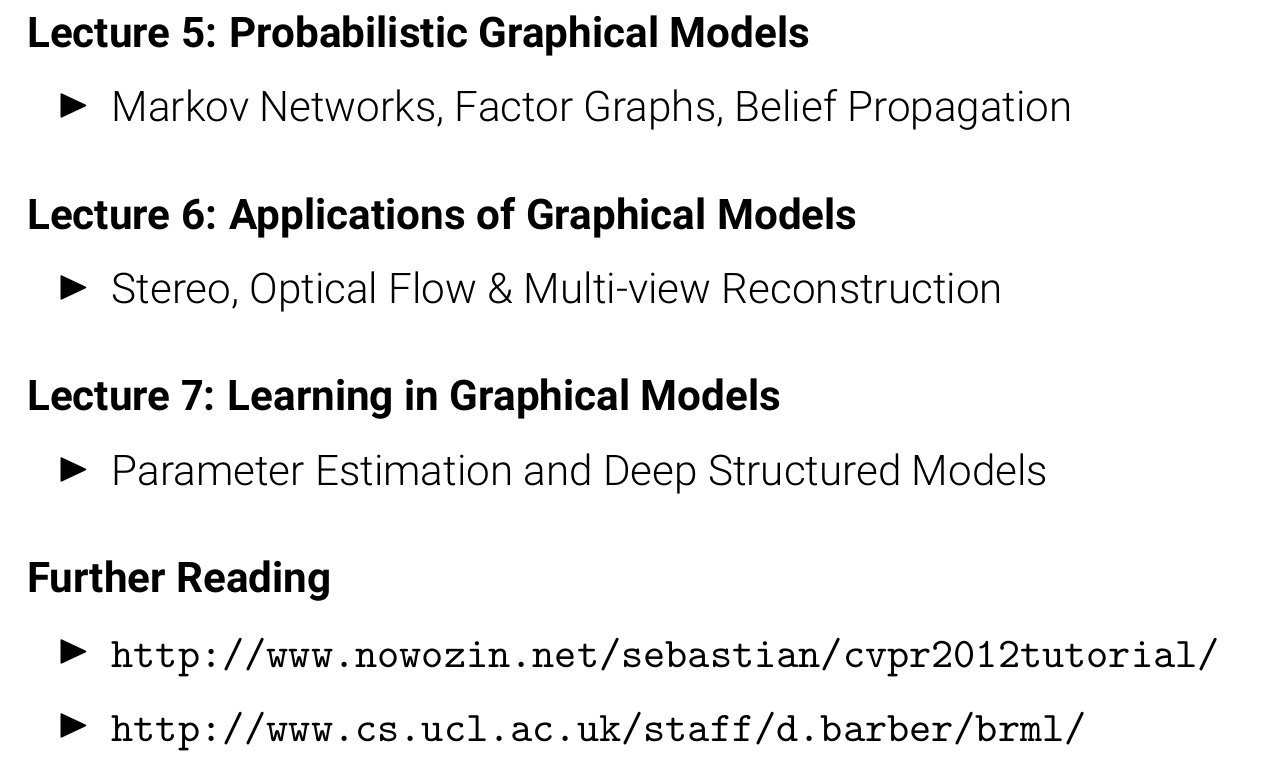 Lecture 5: Probabilistic Graphical Models
► Markov Networks, Factor Graphs, Belief Propagation
Lecture 6: Applications of Graphical Models
► Stereo, Optical Flow & Multi-view Reconstruction
Lecture 7: Learning in Graphical Models
► Parameter Estimation and Deep Structured Models
Further Reading
► http://www.nowozin.net/sebastian/cvpr2012tutorial/
► http://www.cs.ucl.ac.uk/staff/d.barber/brml/